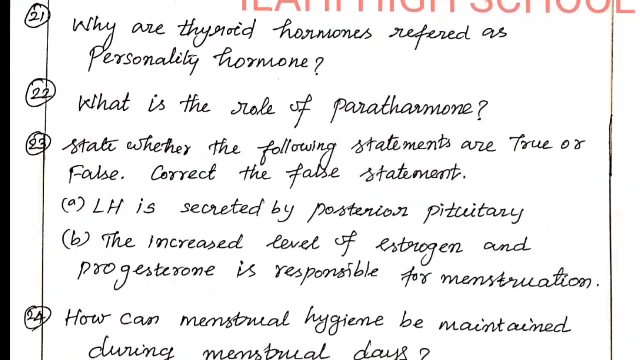 ILAHI HIGH SCHOOL
(21) Why are thyroid hormones refered as
Personality hormone?
(22) What is the role of parathormone?
(23) State whether the following statements are True or
False. Correct the false statement.
(a) LH is secreted by posterior pituitary
(b) The increased level of estrogen and
progesterone is responsible for menstruation.
(24) How can menstrual hygiene be maintained
during menstrual days?